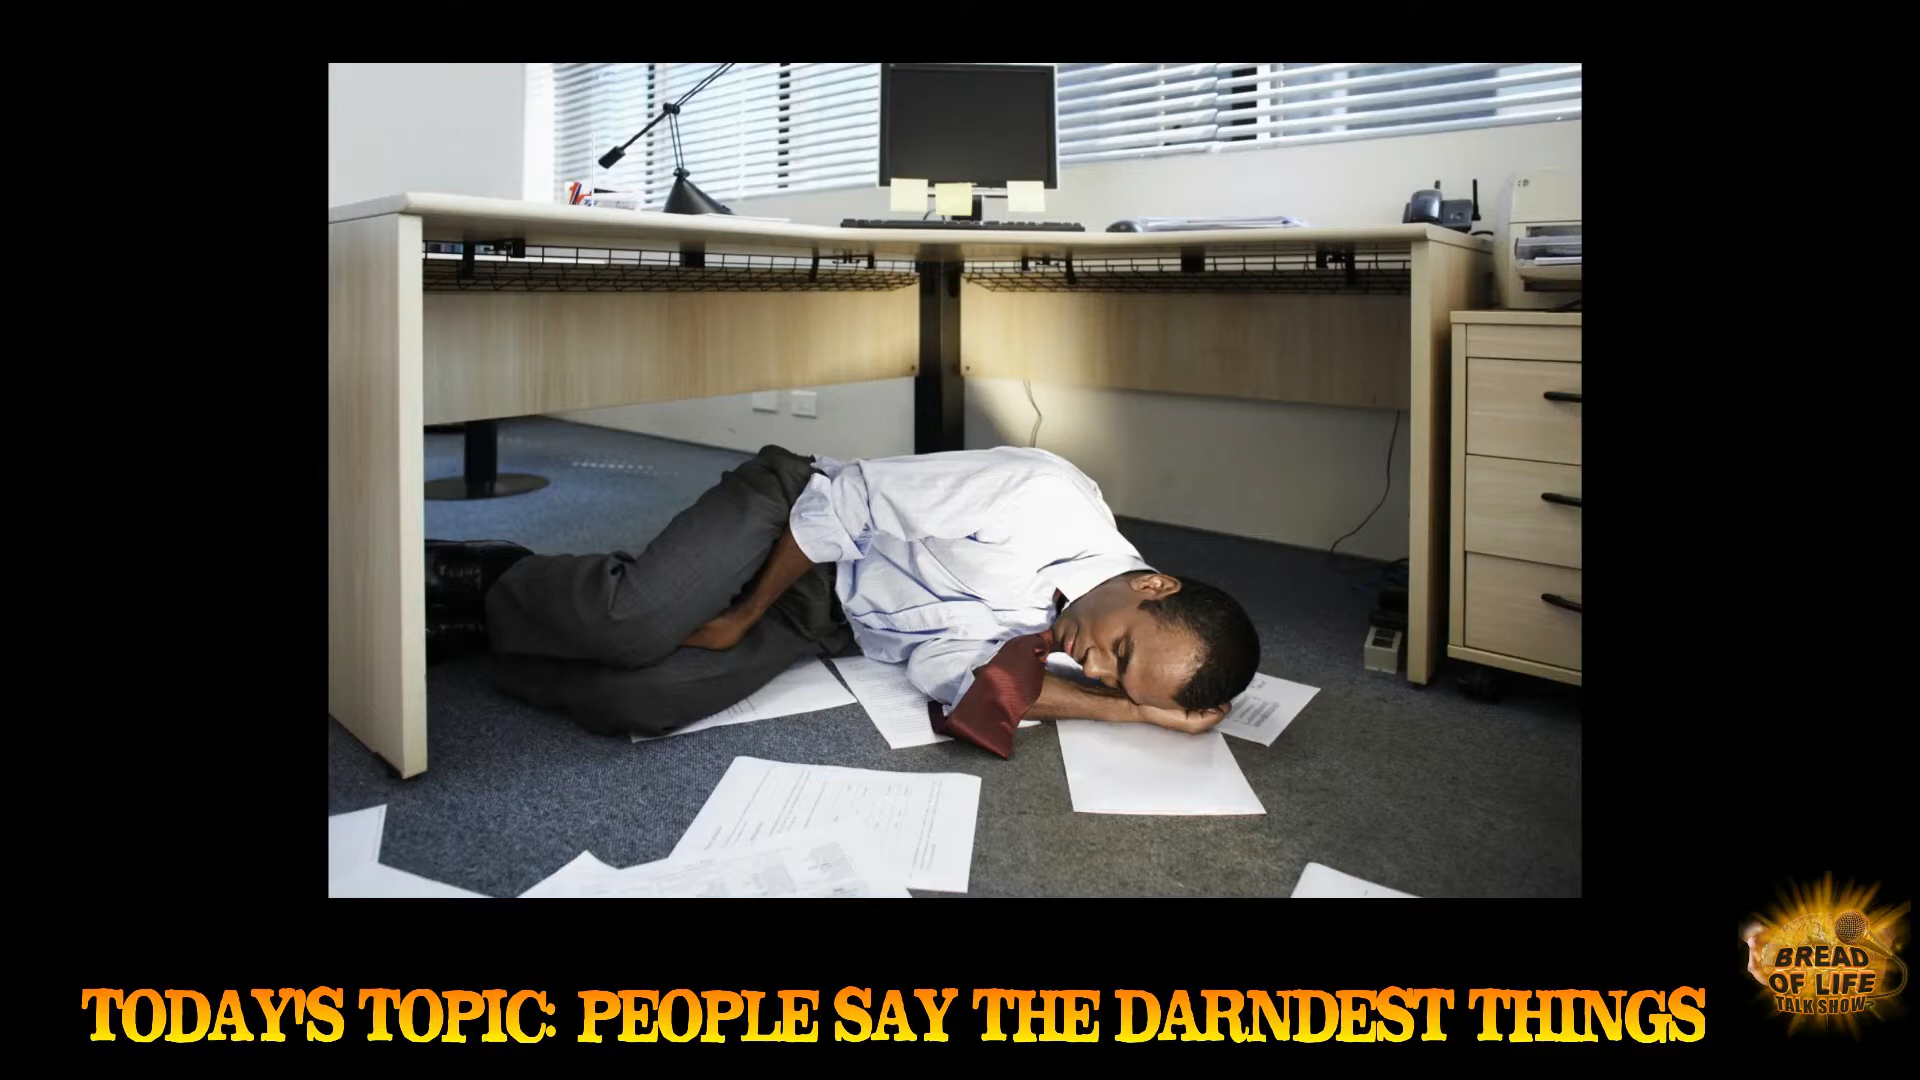 TODAY'S TOPIC: PEOPLE SAY THE DARNDEST THINGS
BREAD
OF LIFE
TALK SHOW